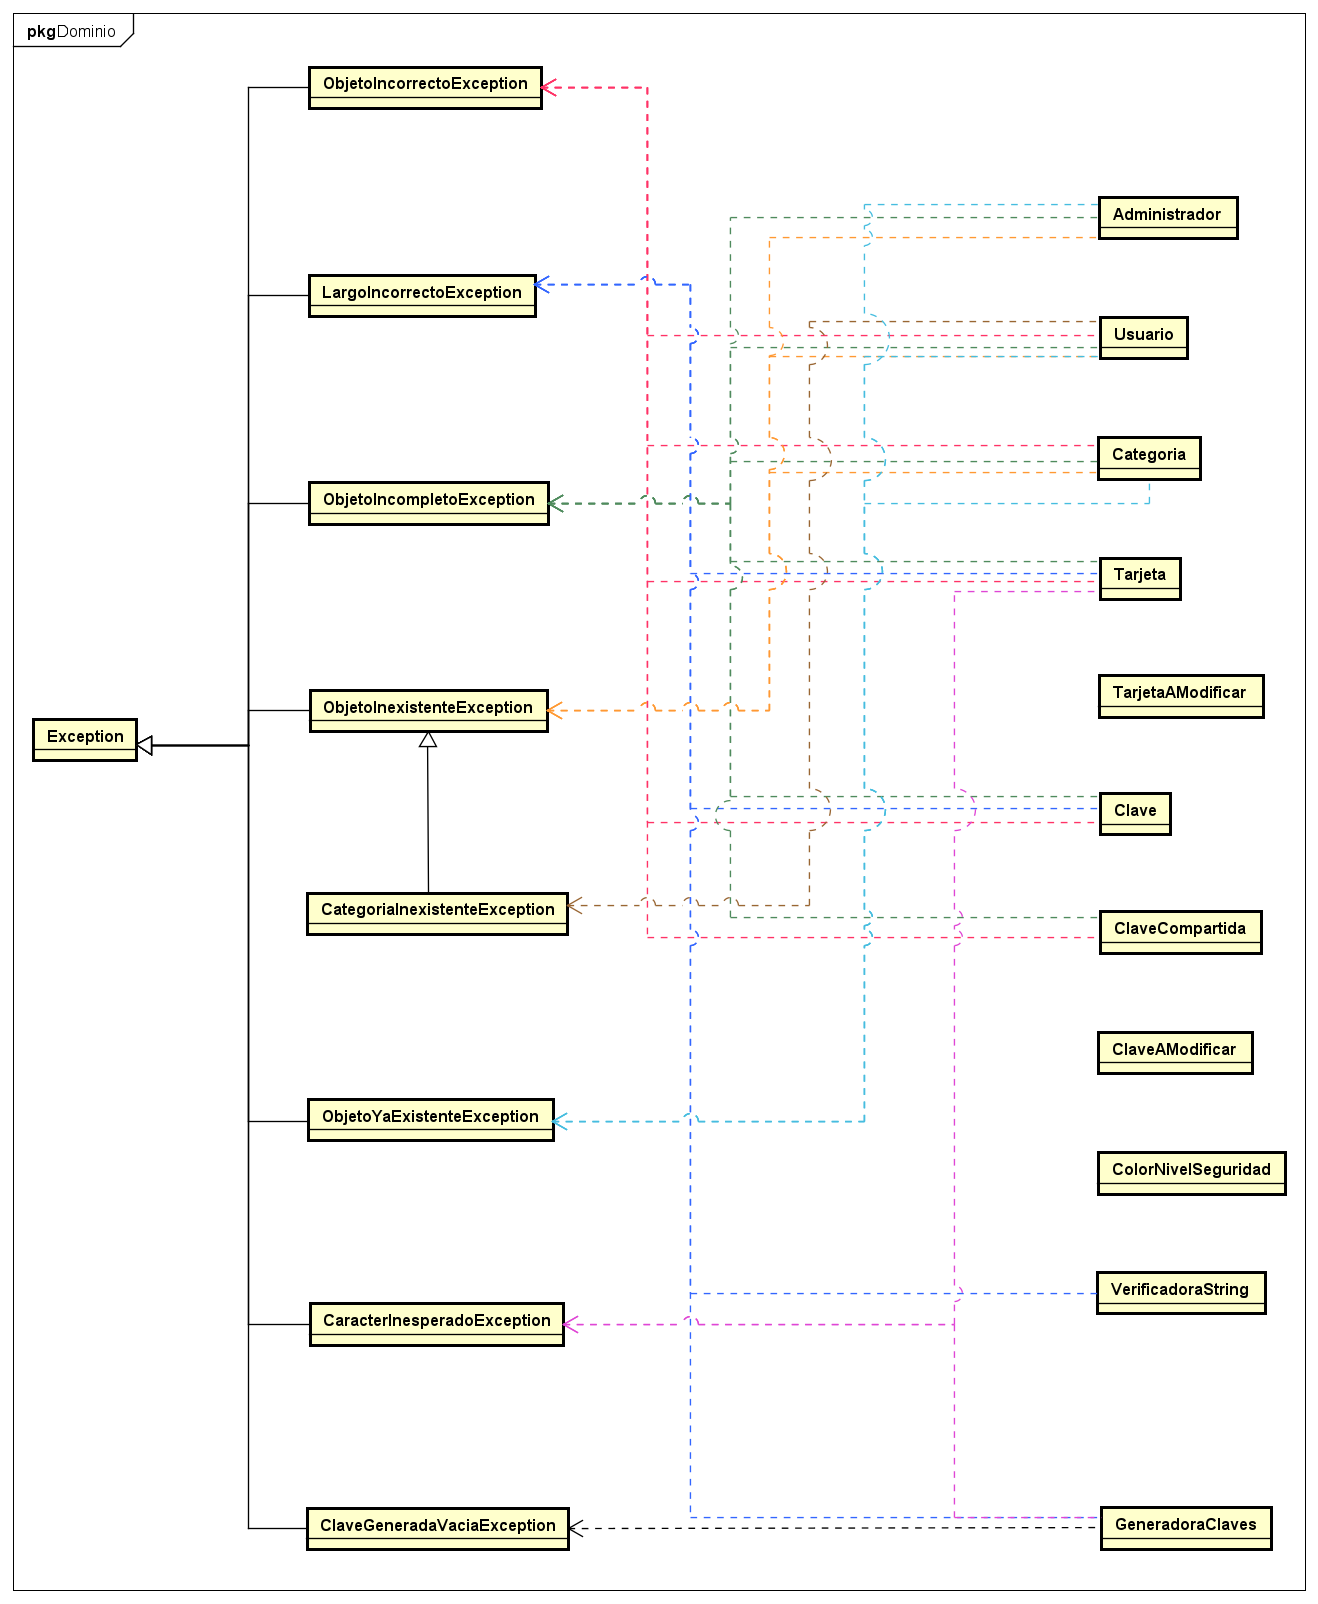 pkgDominio
ObjetoIncorrectoException
Administrador
LargoIncorrectoException
Usuario
Categoria
ObjetoIncompletoException
Tarjeta
TarjetaAModificar
ObjetoInexistenteException
Exception
Clave
CategoriaInexistenteException
ClaveCompartida
ClaveAModificar
ObjetoYaExistenteException
ColorNivelSeguridad
VerificadoraString
CaracterInesperadoException
ClaveGeneradaVaciaException
GeneradoraClaves